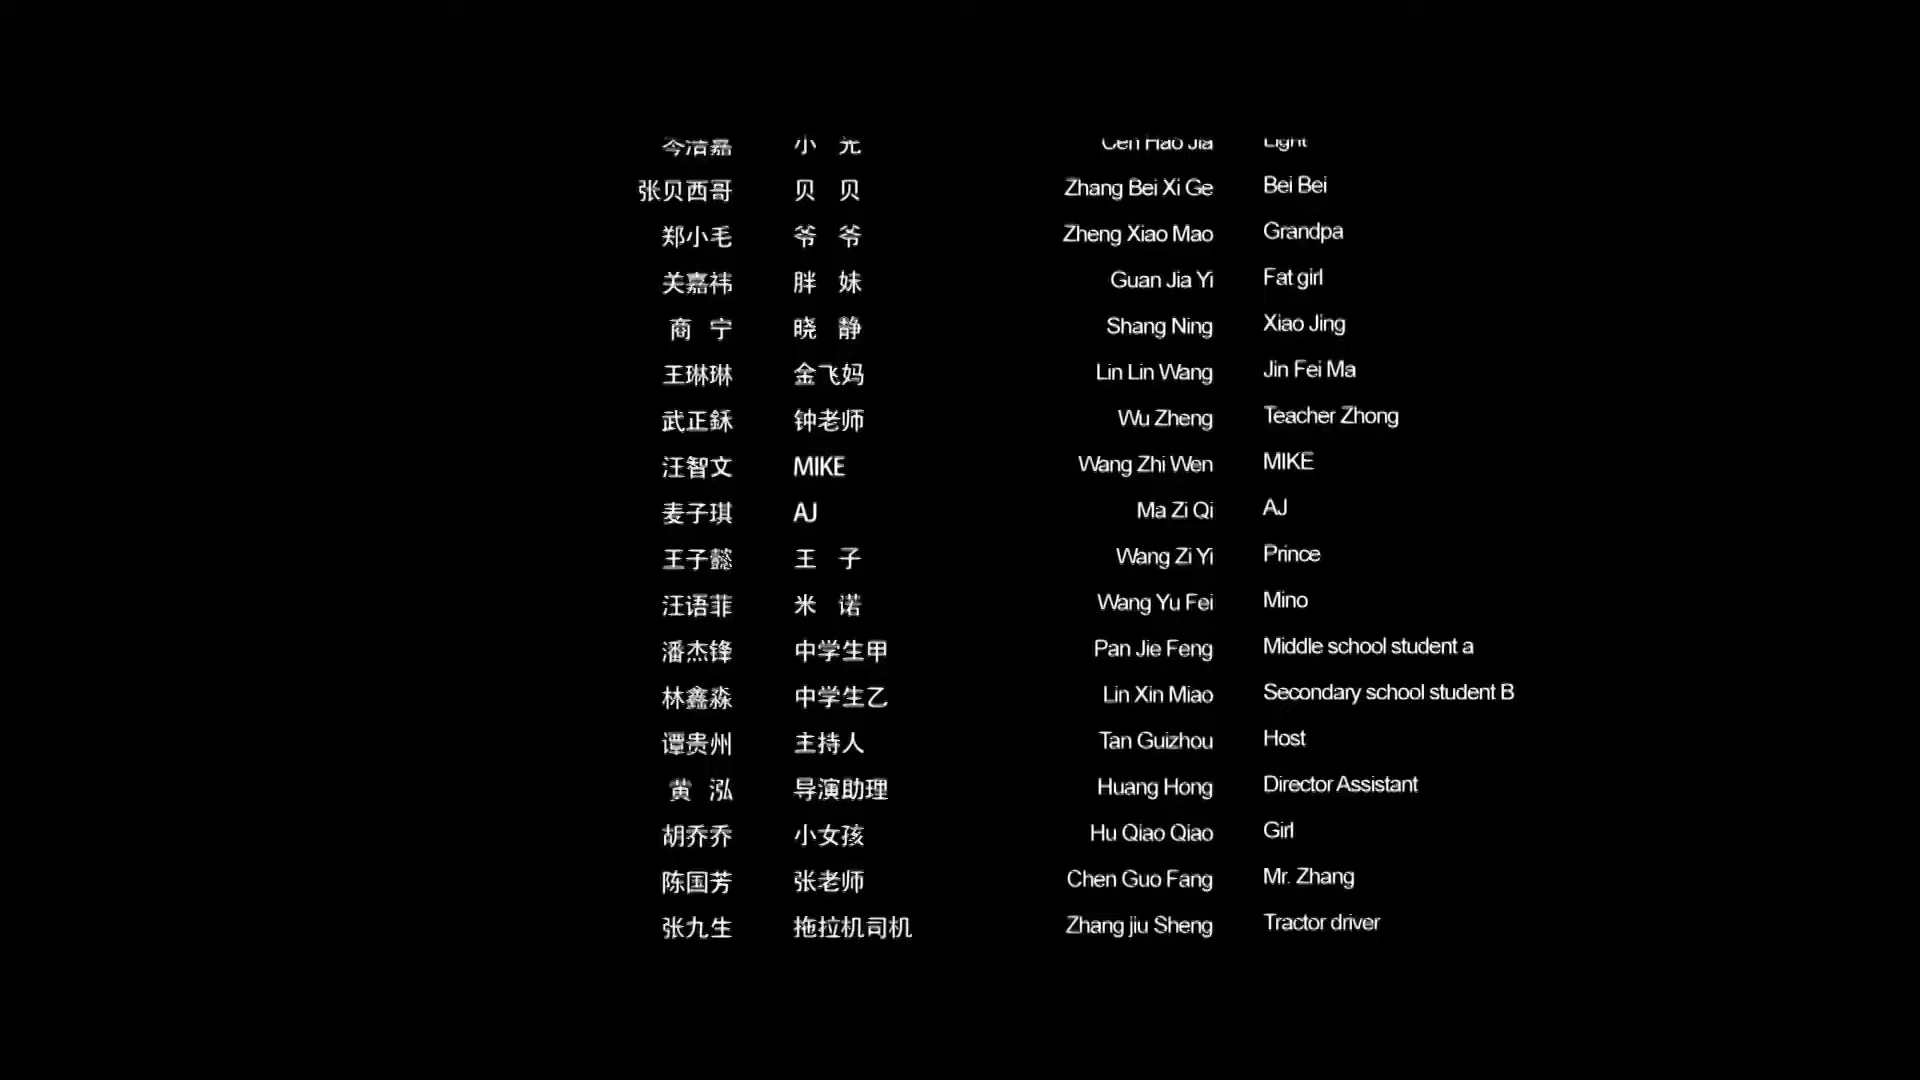 小 光 Cen Hao Jia Light
张贝西哥 贝 贝 Zhang Bei Xi Ge Bei Bei
郑小毛 爷 爷 Zheng Xiao Mao Grandpa
关嘉祎 胖 妹 Guan Jia Yi Fat girl
商 宁 晓 静 Shang Ning Xiao Jing
王琳琳 金飞妈 Lin Lin Wang Jin Fei Ma
武正 钟老师 Wu Zheng Teacher Zhong
汪智文 MIKE Wang Zhi Wen MIKE
麦子琪 AJ Ma Zi Qi AJ
王子懿 王 子 Wang Zi Yi Prince
汪语菲 米 诺 Wang Yu Fei Mino
潘杰锋 中学生甲 Pan Jie Feng Middle school student a
林鑫淼 中学生乙 Lin Xin Miao Secondary school student B
谭贵州 主持人 Tan Guizhou Host
黄 泓 导演助理 Huang Hong Director Assistant
胡乔乔 小女孩 Hu Qiao Qiao Girl
陈国芳 张老师 Chen Guo Fang Mr. Zhang
张九生 拖拉机司机 Zhang jiu Sheng Tractor driver